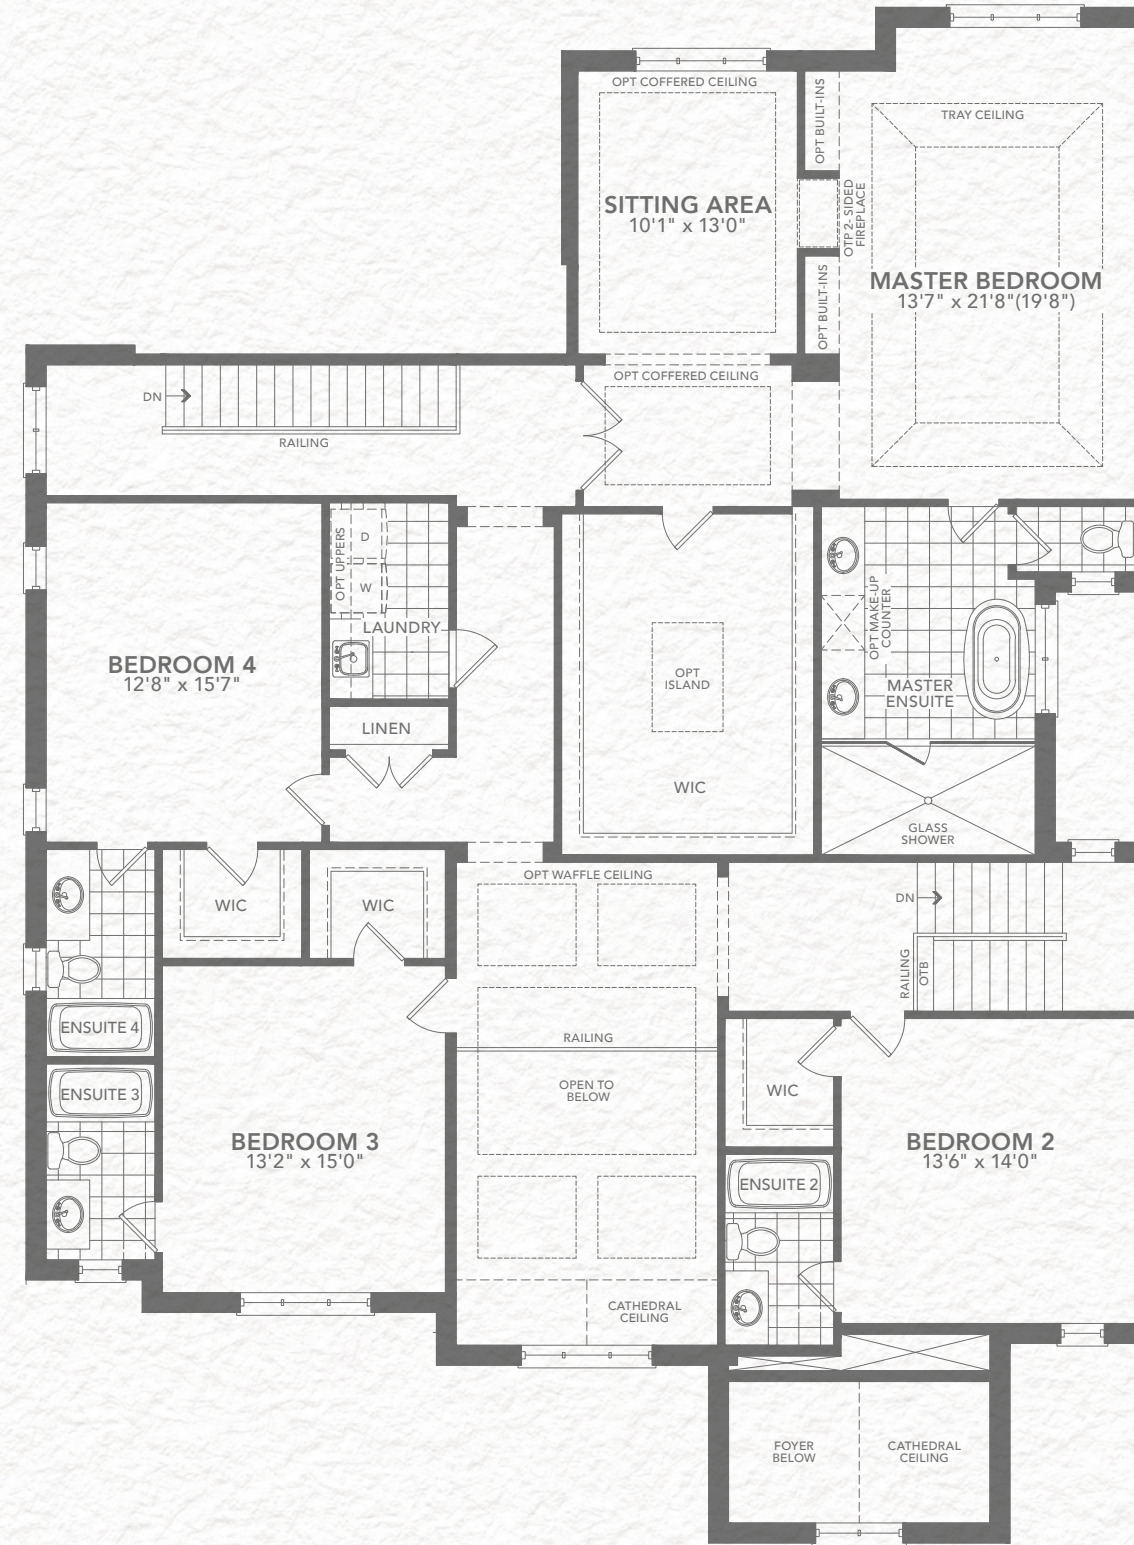 OPT COFFERED CEILING
OPT BUILT-INS
TRAY CEILING
SITTING AREA
10'1" x 13'0"
OTP 2- SIDED
FIREPLACE
MASTER BEDROOM
13'7" x 21'8"(19'8")
OPT BUILT-INS
OPT COFFERED CEILING
DN
RAILING
OPT UPPERS
D
W
LAUNDRY
BEDROOM 4
12'8" x 15'7"
OPT
ISLAND
OPT MAKE-UP
COUNTER
MASTER
ENSUITE
LINEN
WIC
GLASS
SHOWER
OPT WAFFLE CEILING
WIC
WIC
DN
RAILING
OTB
ENSUITE 4
RAILING
ENSUITE 3
OPEN TO
BELOW
WIC
BEDROOM 3
13'2" x 15'0"
BEDROOM 2
13'6" x 14'0"
ENSUITE 2
CATHEDRAL
CEILING
FOYER
BELOW
CATHEDRAL
CEILING